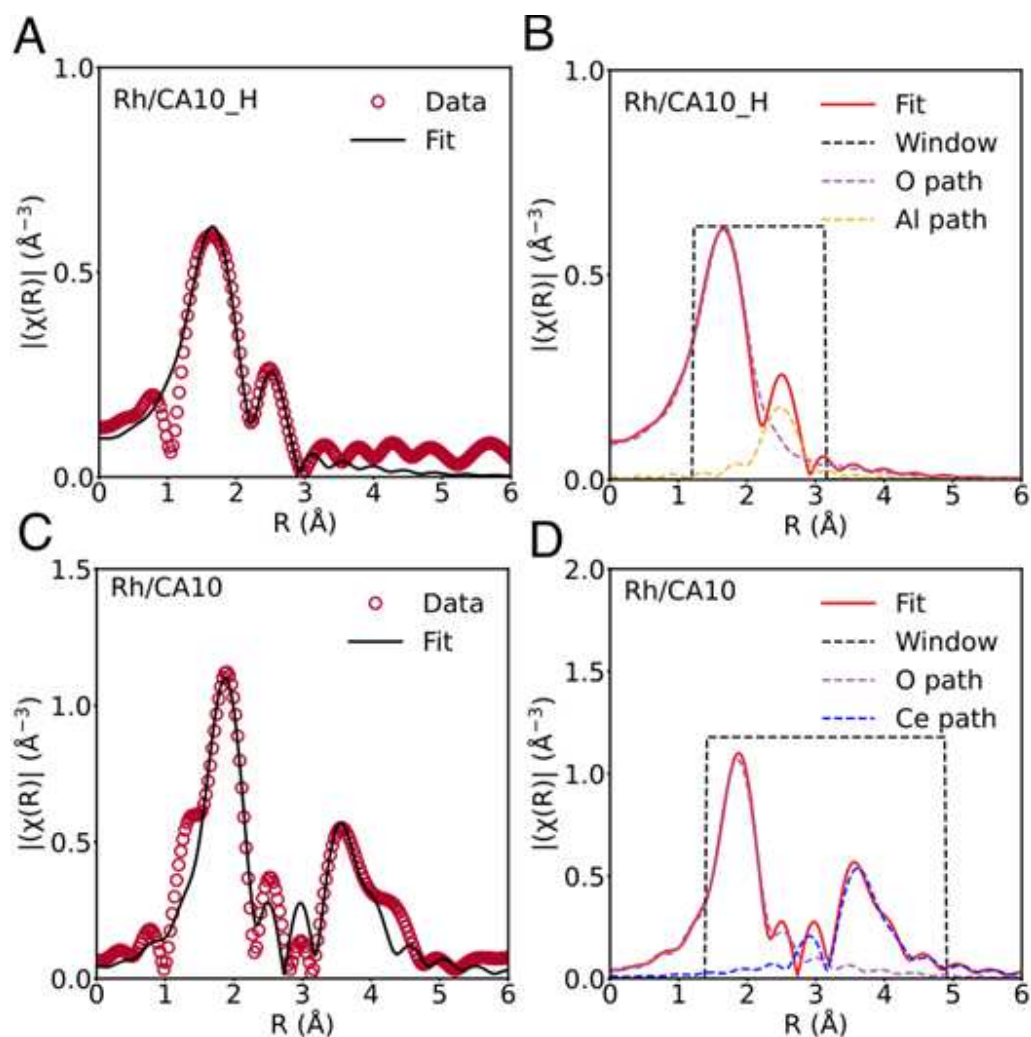 A
1.0
Rh/CA10_H
Data
Fit
0.5
0.0
|(χ(R)| (Å⁻³)
0 1 2 3 4 5 6
R (Å)
B
1.0
Rh/CA10_H
Fit
Window
O path
Al path
0.5
0.0
|(χ(R)| (Å⁻³)
0 1 2 3 4 5 6
R (Å)
C
1.5
Rh/CA10
Data
Fit
1.0
0.5
0.0
|(χ(R)| (Å⁻³)
0 1 2 3 4 5 6
R (Å)
D
2.0
Rh/CA10
Fit
Window
O path
Ce path
1.5
1.0
0.5
0.0
|(χ(R)| (Å⁻³)
0 1 2 3 4 5 6
R (Å)